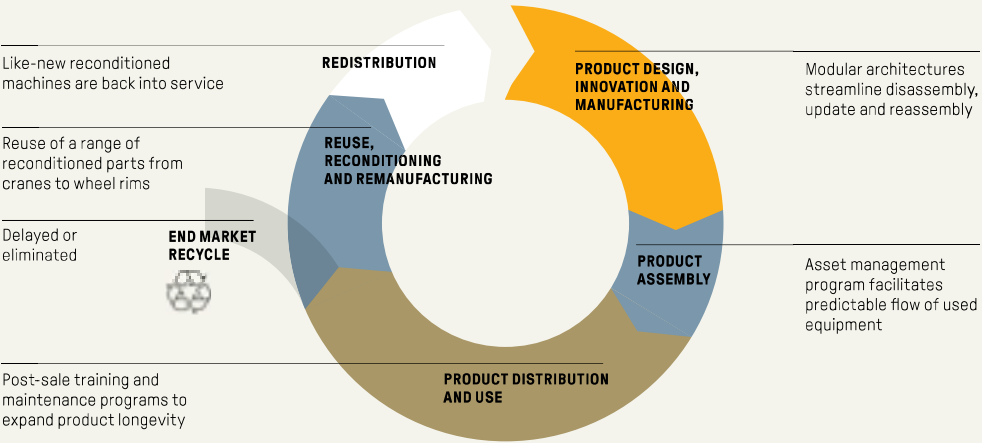 Like-new reconditioned
machines are back into service
REDISTRIBUTION
PRODUCT DESIGN,
INNOVATION AND
MANUFACTURING
Modular architectures
streamline disassembly,
update and reassembly
Reuse of a range of
reconditioned parts from
cranes to wheel rims
REUSE,
RECONDITIONING
AND REMANUFACTURING
Delayed or
eliminated
END MARKET
RECYCLE
PRODUCT
ASSEMBLY
Asset management
program facilitates
predictable flow of used
equipment
Post-sale training and
maintenance programs to
expand product longevity
PRODUCT DISTRIBUTION
AND USE